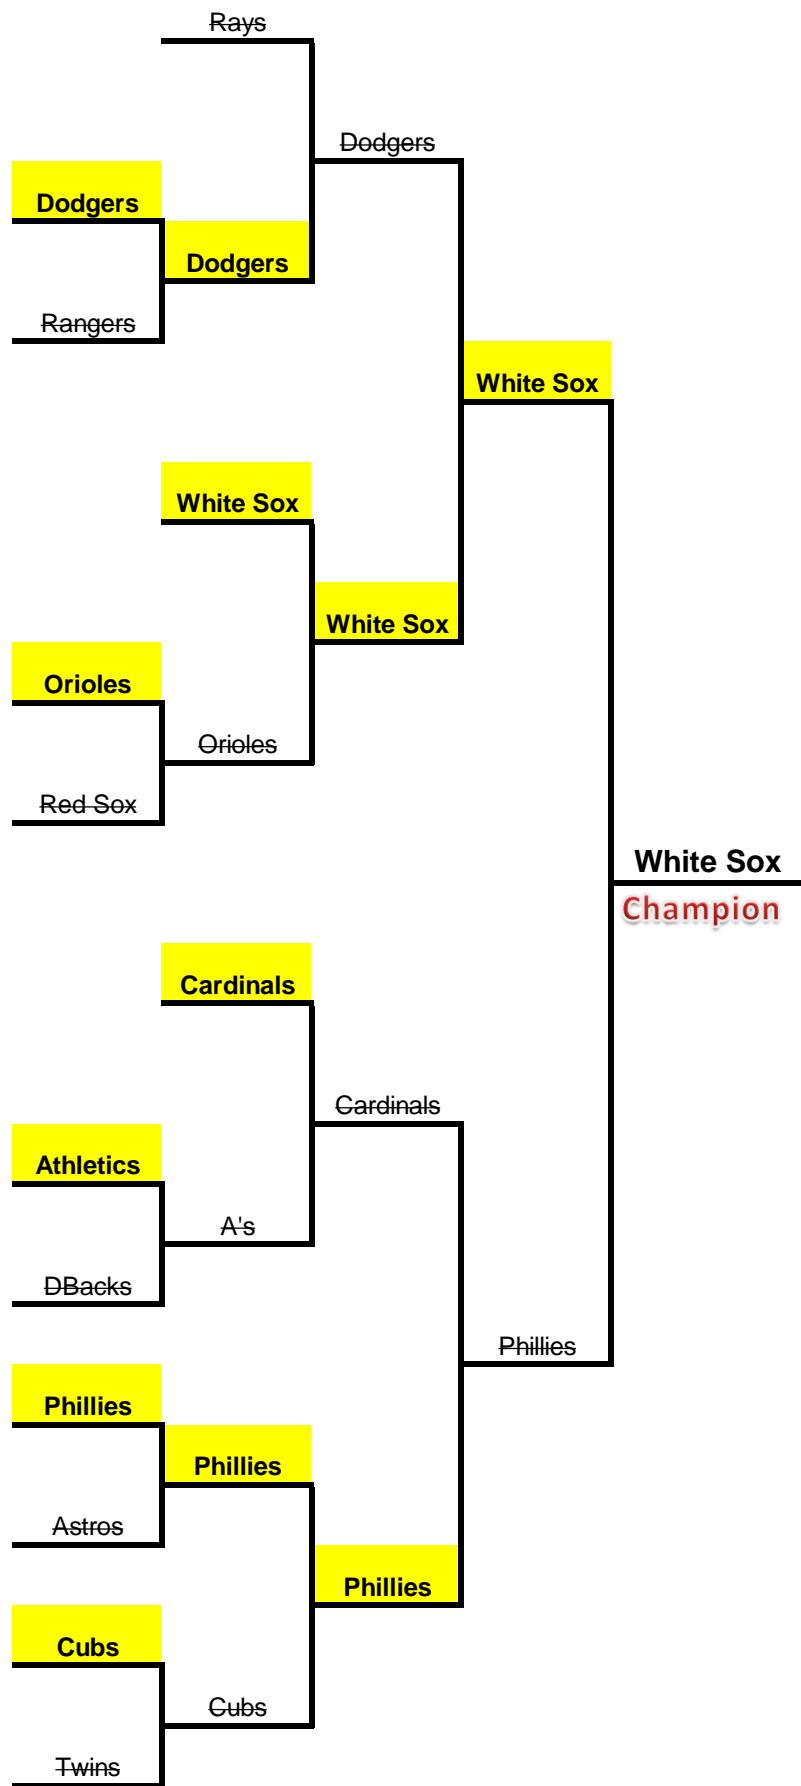 Rays
Dodgers
Dodgers
Dodgers
Rangers
White Sox
White Sox
White Sox
Orioles
Orioles
Red Sox
White Sox
Champion
Cardinals
Cardinals
Athletics
A's
DBacks
Phillies
Phillies
Phillies
Astros
Phillies
Cubs
Cubs
Twins